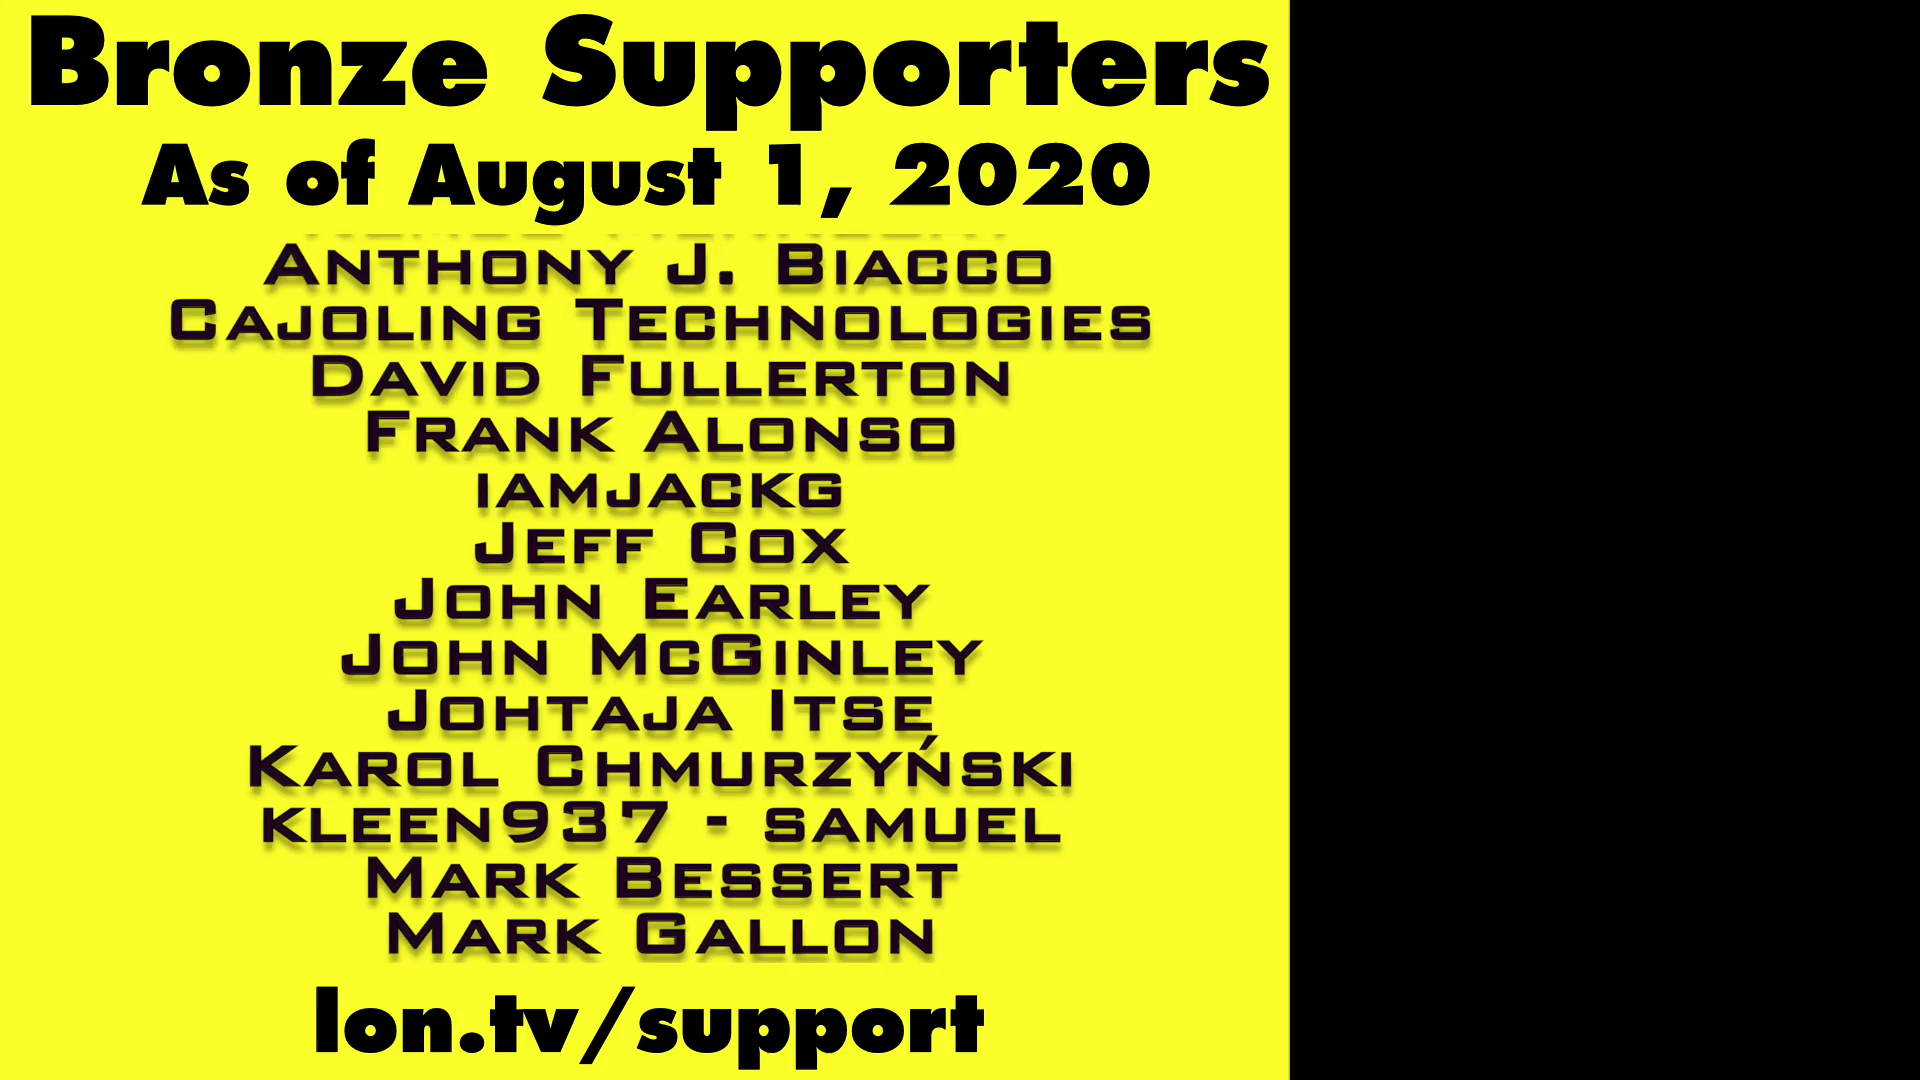 Bronze Supporters
As of August 1, 2020
Anthony J. Biacco
Cajoling Technologies
David Fullerton
Frank Alonso
iamjackg
Jeff Cox
John Earley
John McGinley
Johtaja Itse
Karol Chmurzyński
kleen937 - samuel
Mark Bessert
Mark Gallon
lon.tv/support